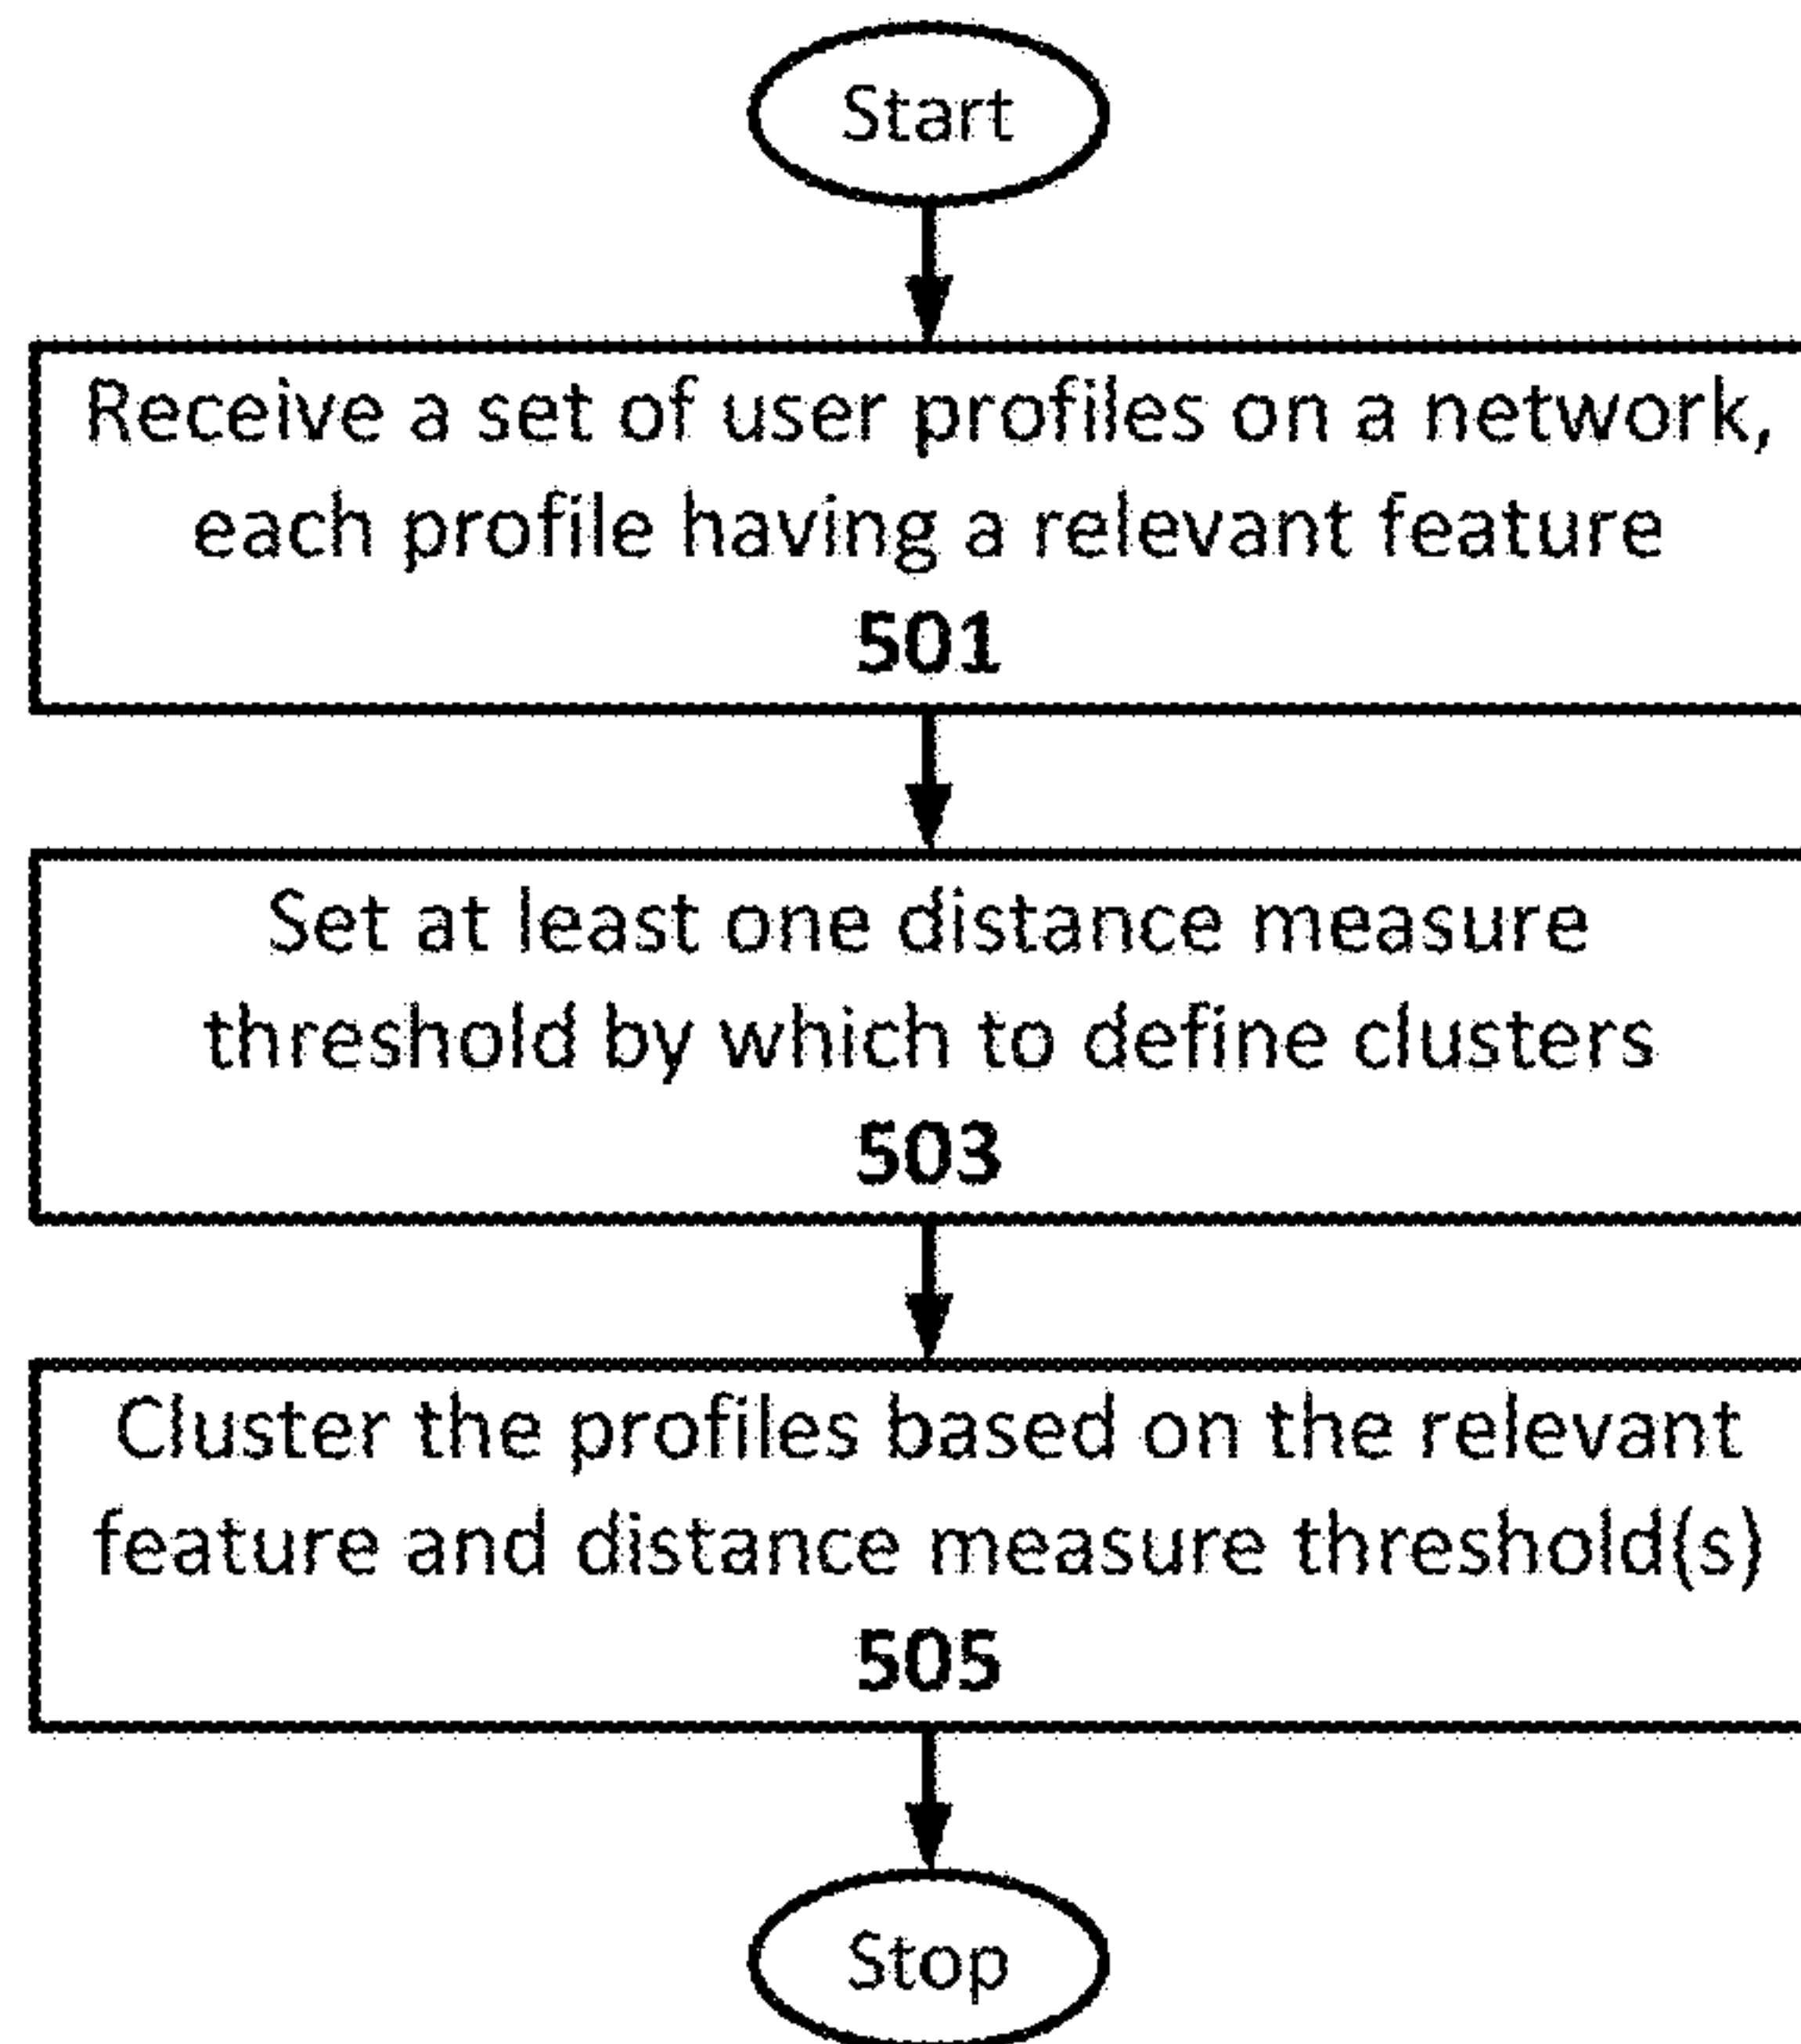 Start
Receive a set of user profiles on a network,
each profile having a relevant feature
501
Set at least one distance measure
threshold by which to define clusters
503
Cluster the profiles based on the relevant
feature and distance measure threshold(s)
505
Stop